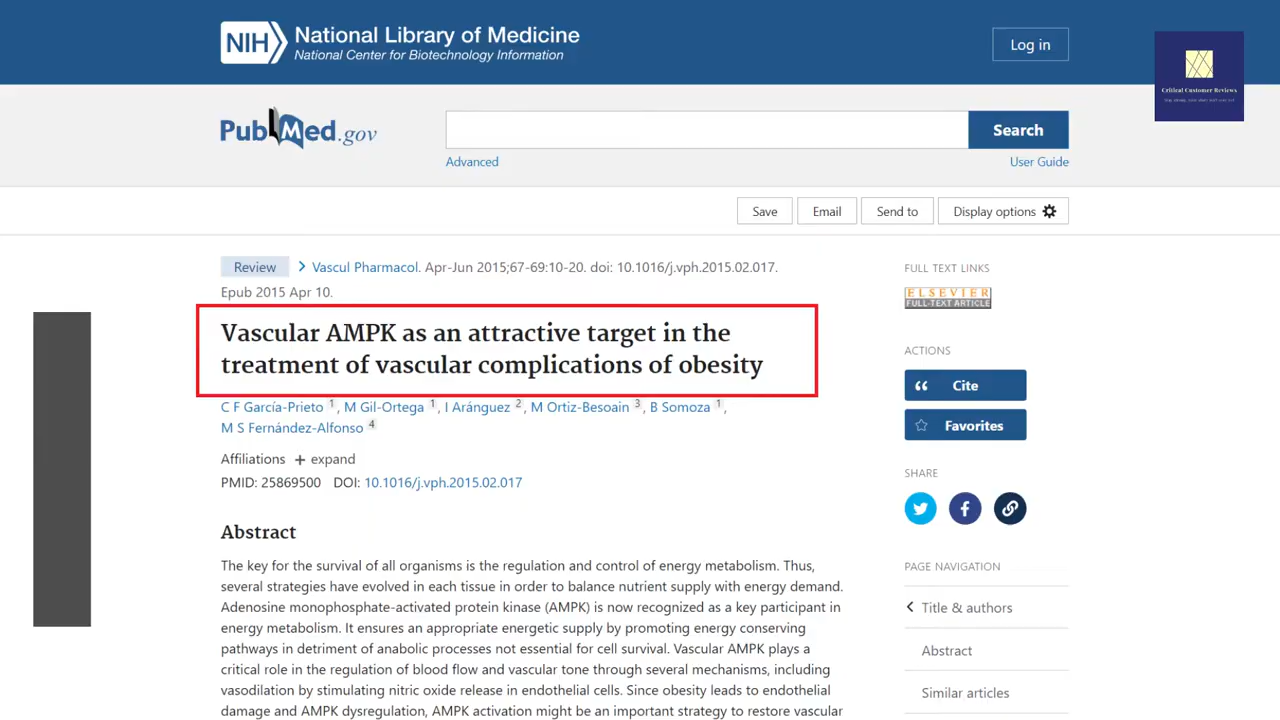 NIH National Library of Medicine
National Center for Biotechnology Information
Log in
Critical Customer Reviews
PubMed.gov
Search
Advanced
User Guide
Save
Email
Send to
Display options
Review
Vascul Pharmacol. Apr-Jun 2015;67-69:10-20. doi: 10.1016/j.vph.2015.02.017.
Epub 2015 Apr 10.
Vascular AMPK as an attractive target in the
treatment of vascular complications of obesity
C F García-Prieto 1, M Gil-Ortega 1, I Aránguez 2, M Ortiz-Besoain 3, B Somoza 1,
M S Fernández-Alfonso 4
Affiliations + expand
PMID: 25869500 DOI: 10.1016/j.vph.2015.02.017
Abstract
The key for the survival of all organisms is the regulation and control of energy metabolism. Thus,
several strategies have evolved in each tissue in order to balance nutrient supply with energy demand.
Adenosine monophosphate-activated protein kinase (AMPK) is now recognized as a key participant in
energy metabolism. It ensures an appropriate energetic supply by promoting energy conserving
pathways in detriment of anabolic processes not essential for cell survival. Vascular AMPK plays a
critical role in the regulation of blood flow and vascular tone through several mechanisms, including
vasodilation by stimulating nitric oxide release in endothelial cells. Since obesity leads to endothelial
damage and AMPK dysregulation, AMPK activation might be an important strategy to restore vascular
FULL TEXT LINKS
ELSEVIER
FULL-TEXT ARTICLE
ACTIONS
Cite
Favorites
SHARE
PAGE NAVIGATION
Title & authors
Abstract
Similar articles